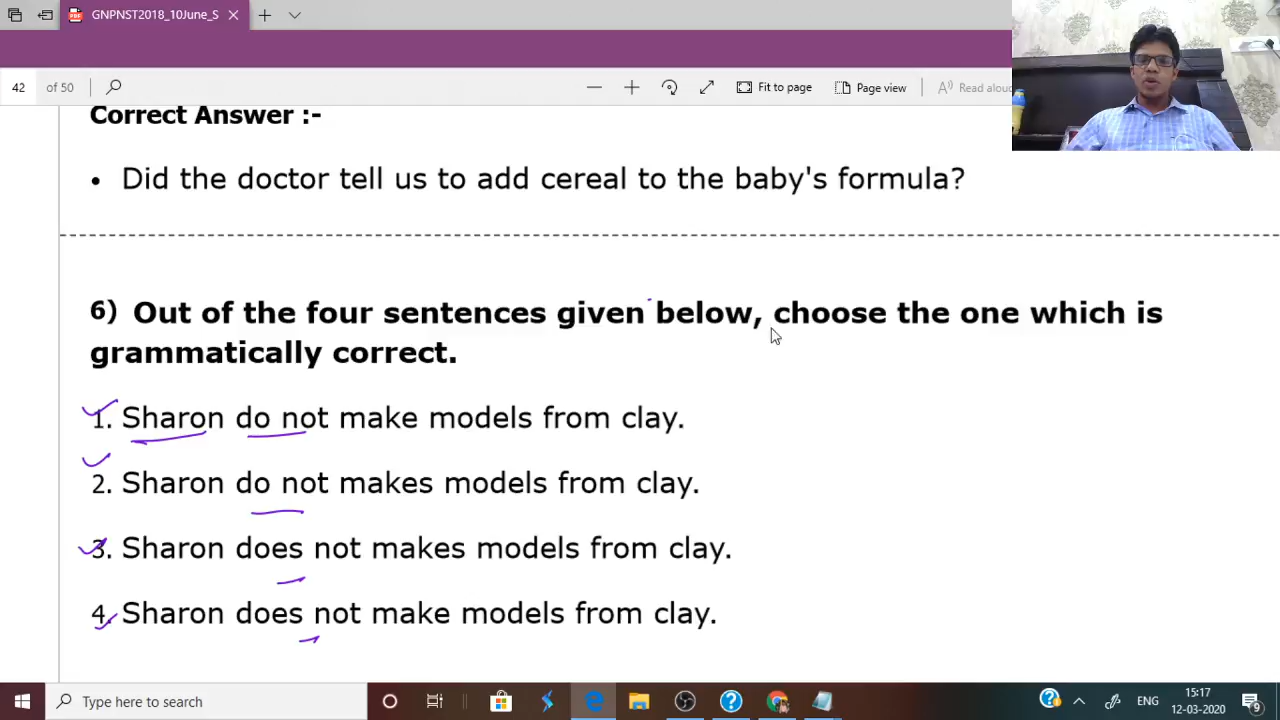 GNPNST2018_10June_S
42 of 50 Fit to page Page view Read alou
Correct Answer :-
• Did the doctor tell us to add cereal to the baby's formula?
6) Out of the four sentences given below, choose the one which is
grammatically correct.
1. Sharon do not make models from clay.
2. Sharon do not makes models from clay.
3. Sharon does not makes models from clay.
4. Sharon does not make models from clay.
Type here to search ENG 15:17
12-03-2020 9